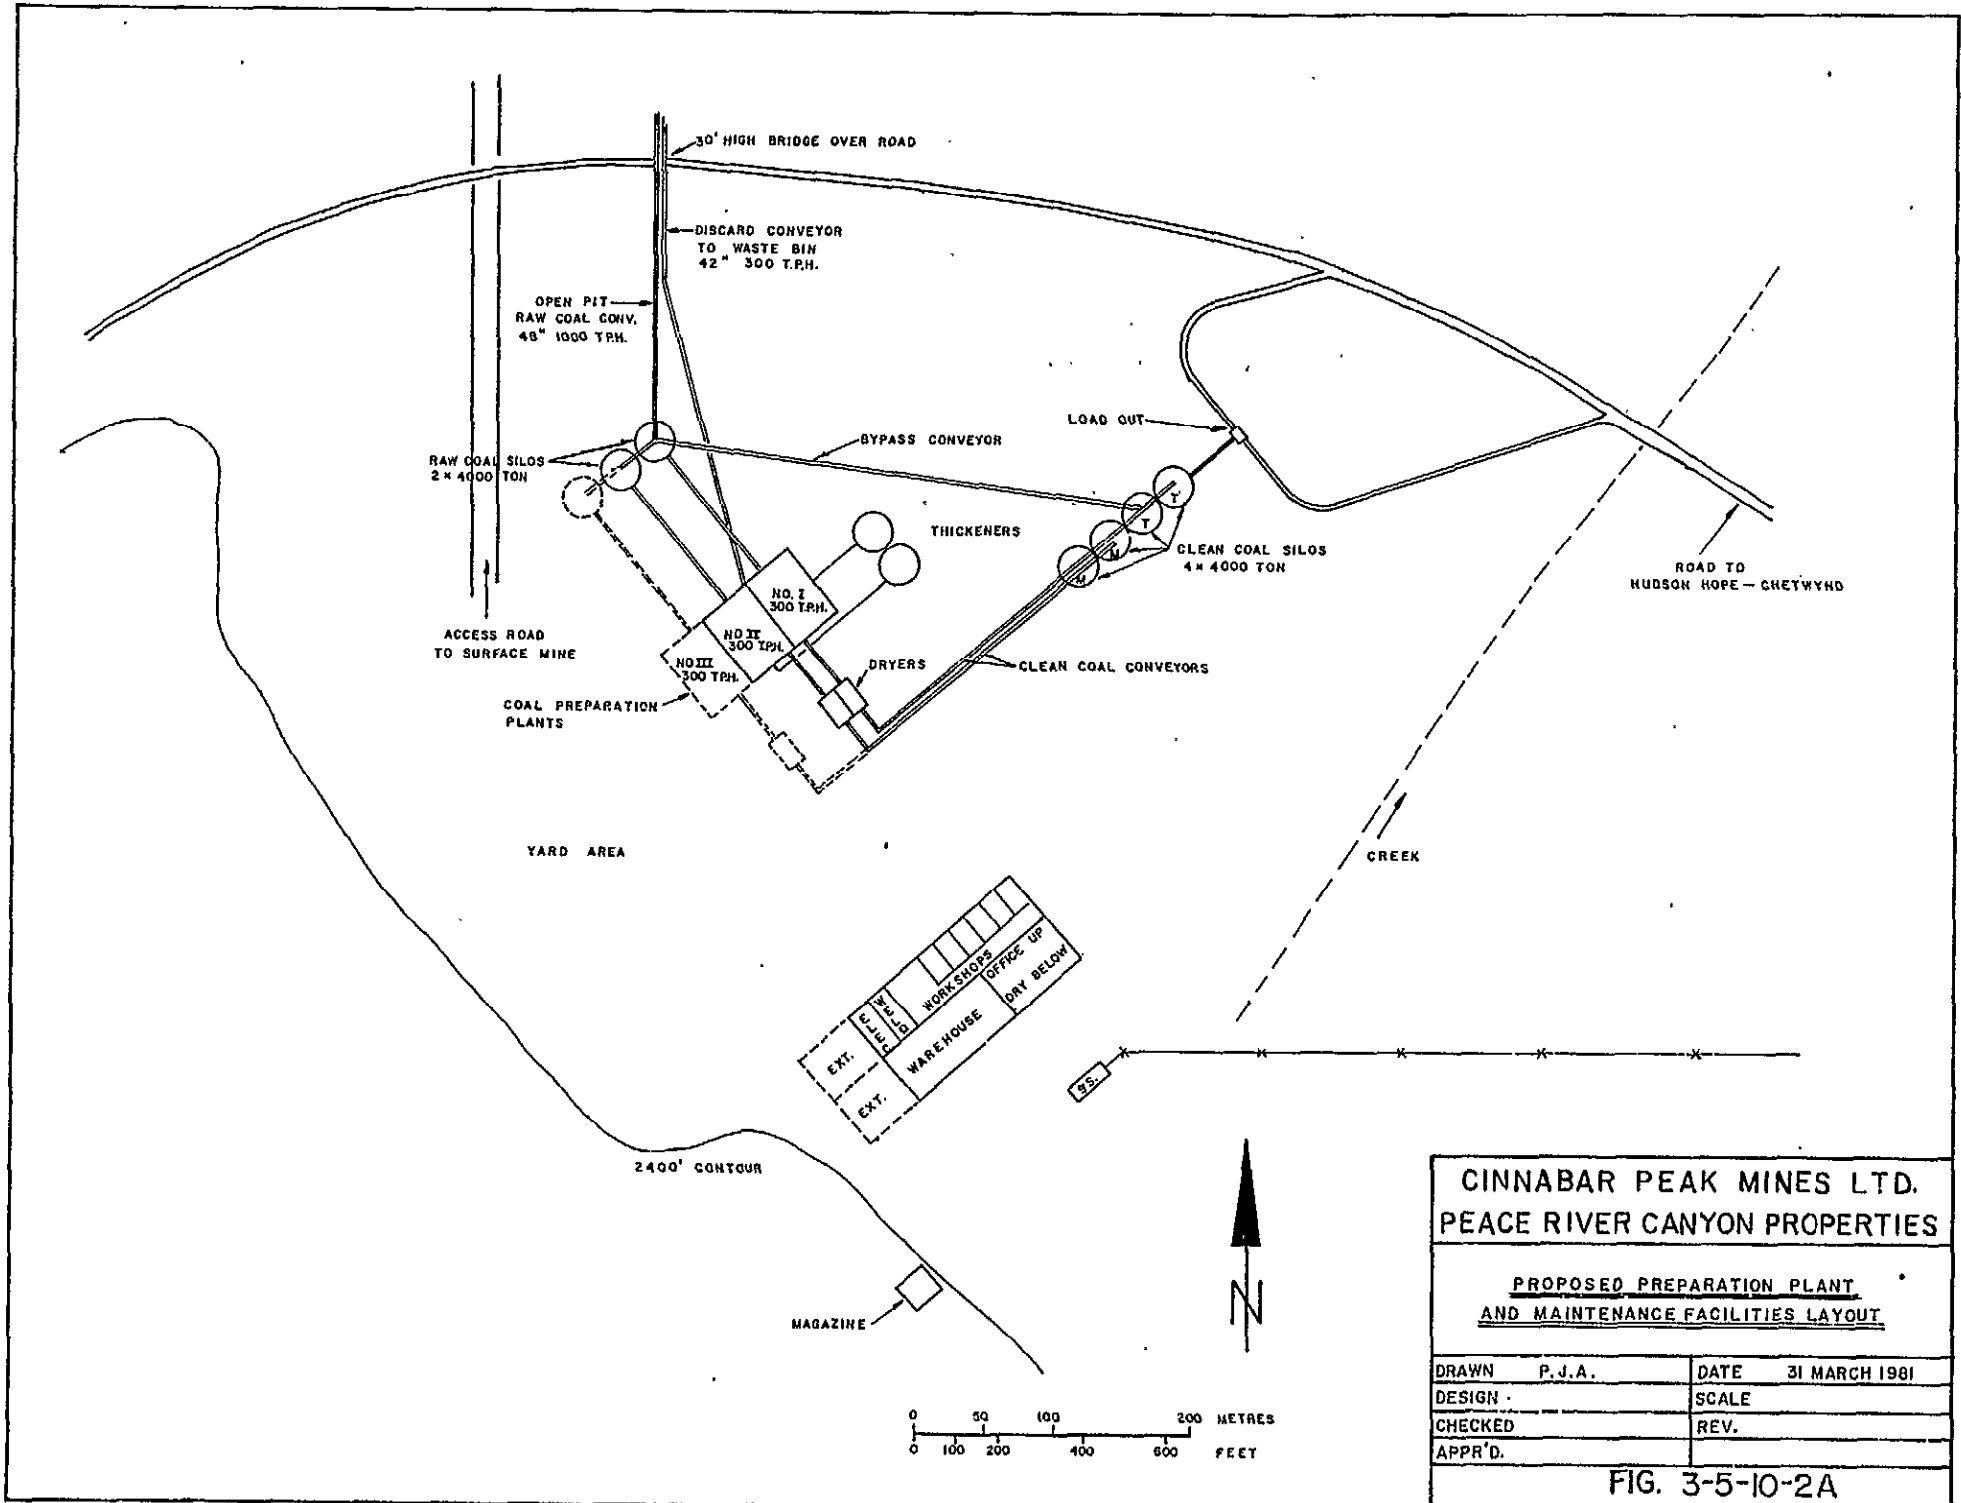 30' HIGH BRIDGE OVER ROAD
DISCARD CONVEYOR
TO WASTE BIN
42" 300 T.P.H.
OPEN PIT
RAW COAL CONV.
48" 1000 T.P.H.
BYPASS CONVEYOR
LOAD OUT
RAW COAL SILOS
2 x 4000 TON
THICKENERS
T
T
M
M
CLEAN COAL SILOS
4 x 4000 TON
ROAD TO
HUDSON HOPE - CHETWYND
NO. I
300 T.P.H.
NO II
300 T.P.H.
NO III
300 T.P.H.
ACCESS ROAD
TO SURFACE MINE
DRYERS
CLEAN COAL CONVEYORS
COAL PREPARATION
PLANTS
YARD AREA
CREEK
WORKSHOPS
OFFICE UP
DRY BELOW
WELD
ELEC
WAREHOUSE
EXT.
EXT.
2400' CONTOUR
MAGAZINE
N
0 50 100 200 METRES
0 100 200 400 600 FEET
CINNABAR PEAK MINES LTD.
PEACE RIVER CANYON PROPERTIES
PROPOSED PREPARATION PLANT
AND MAINTENANCE FACILITIES LAYOUT
DRAWN P.J.A. DATE 31 MARCH 1981
DESIGN SCALE
CHECKED REV.
APPR'D.
FIG. 3-5-10-2A